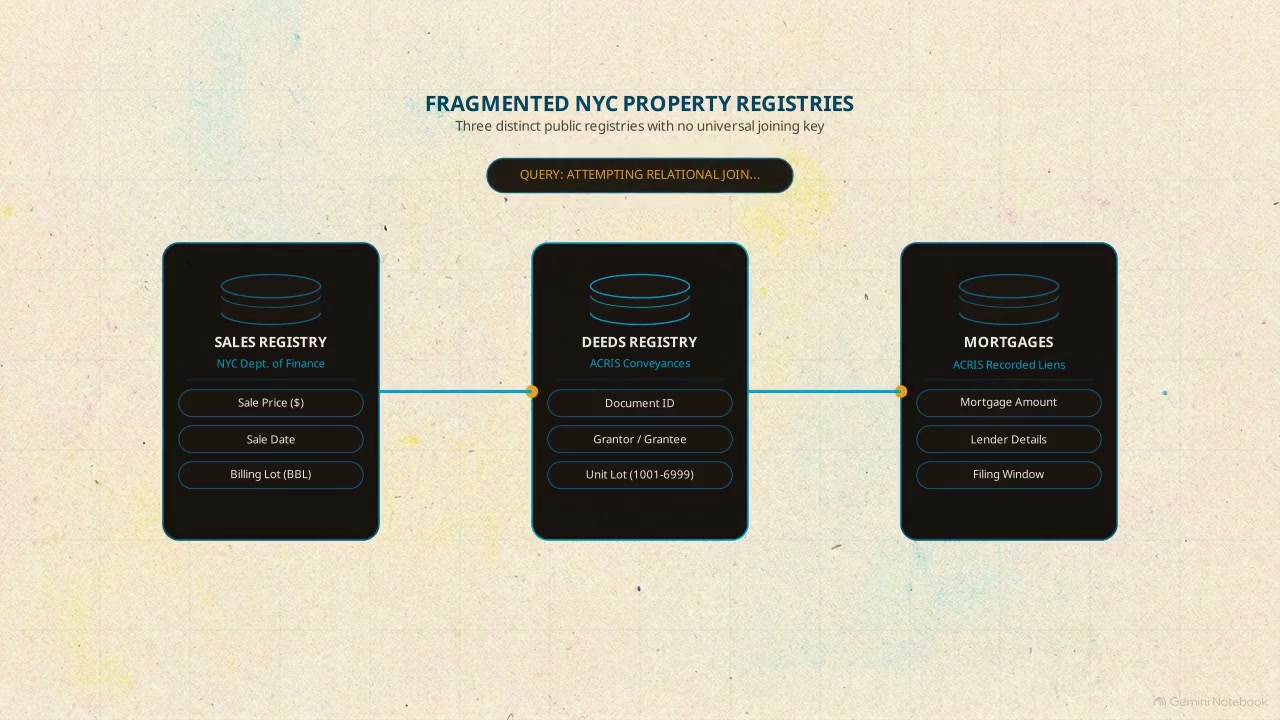 FRAGMENTED NYC PROPERTY REGISTRIES
Three distinct public registries with no universal joining key
QUERY: ATTEMPTING RELATIONAL JOIN...
SALES REGISTRY
NYC Dept. of Finance
Sale Price ($)
Sale Date
Billing Lot (BBL)
DEEDS REGISTRY
ACRIS Conveyances
Document ID
Grantor / Grantee
Unit Lot (1001-6999)
MORTGAGES
ACRIS Recorded Liens
Mortgage Amount
Lender Details
Filing Window
Gemini Notebook